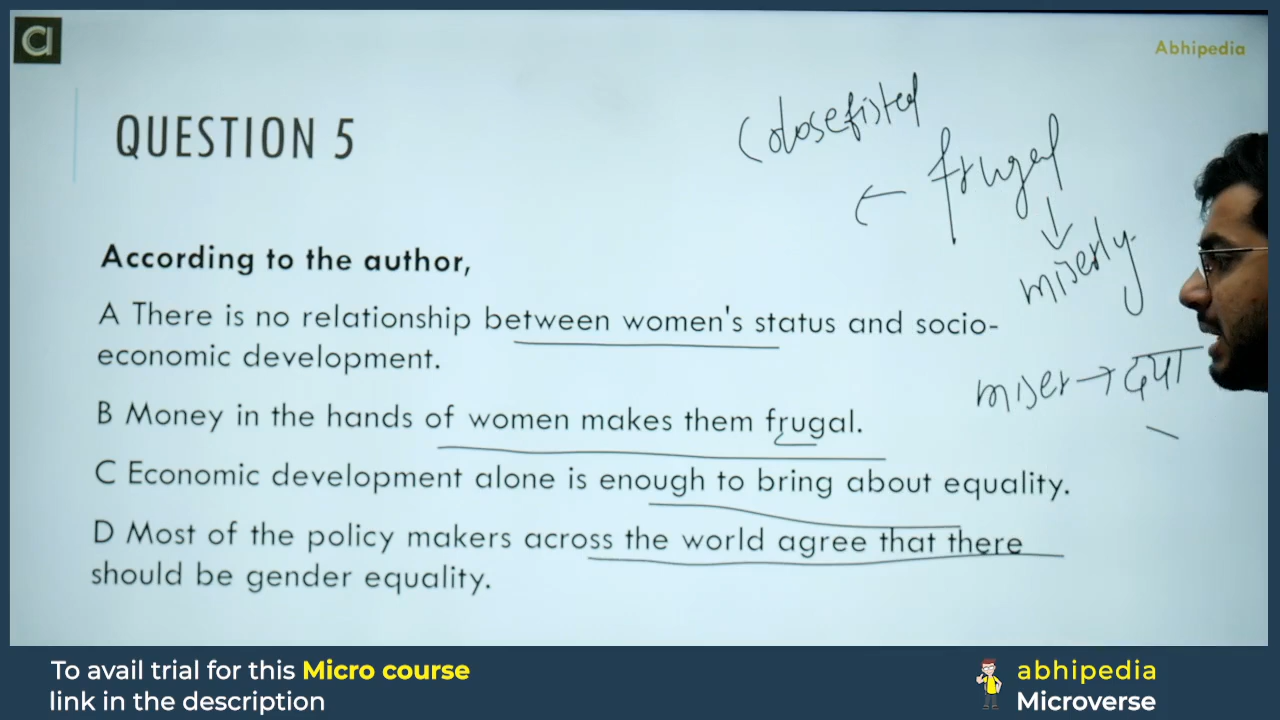 Abhipedia
QUESTION 5
closefisted
frugal
miserly
miser → दया
According to the author,
A There is no relationship between women's status and socio-
economic development.
B Money in the hands of women makes them frugal.
C Economic development alone is enough to bring about equality.
D Most of the policy makers across the world agree that there
should be gender equality.
To avail trial for this Micro course
link in the description
abhipedia
Microverse